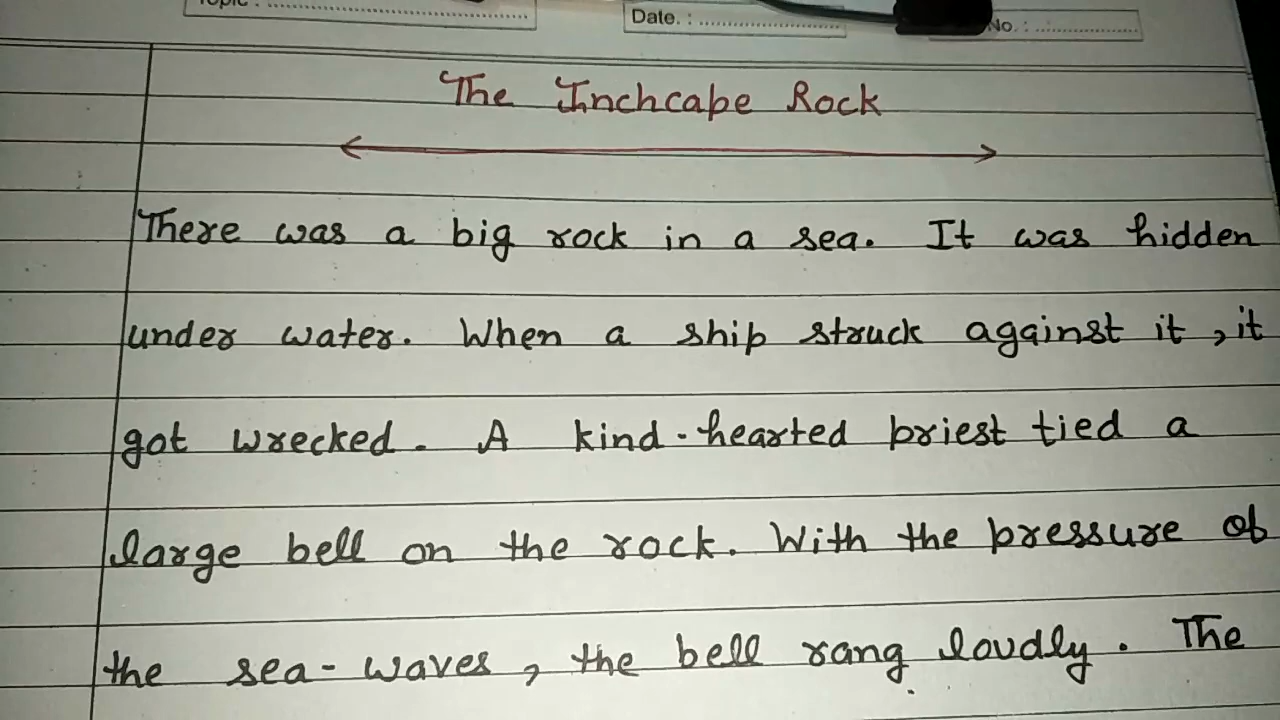 Topic : ........................
Date. : ........................
No. : ........................
The Inchcape Rock
There was a big rock in a sea. It was hidden
under water. When a ship struck against it, it
got wrecked. A kind-hearted priest tied a
large bell on the rock. With the pressure of
the sea-waves, the bell rang loudly. The